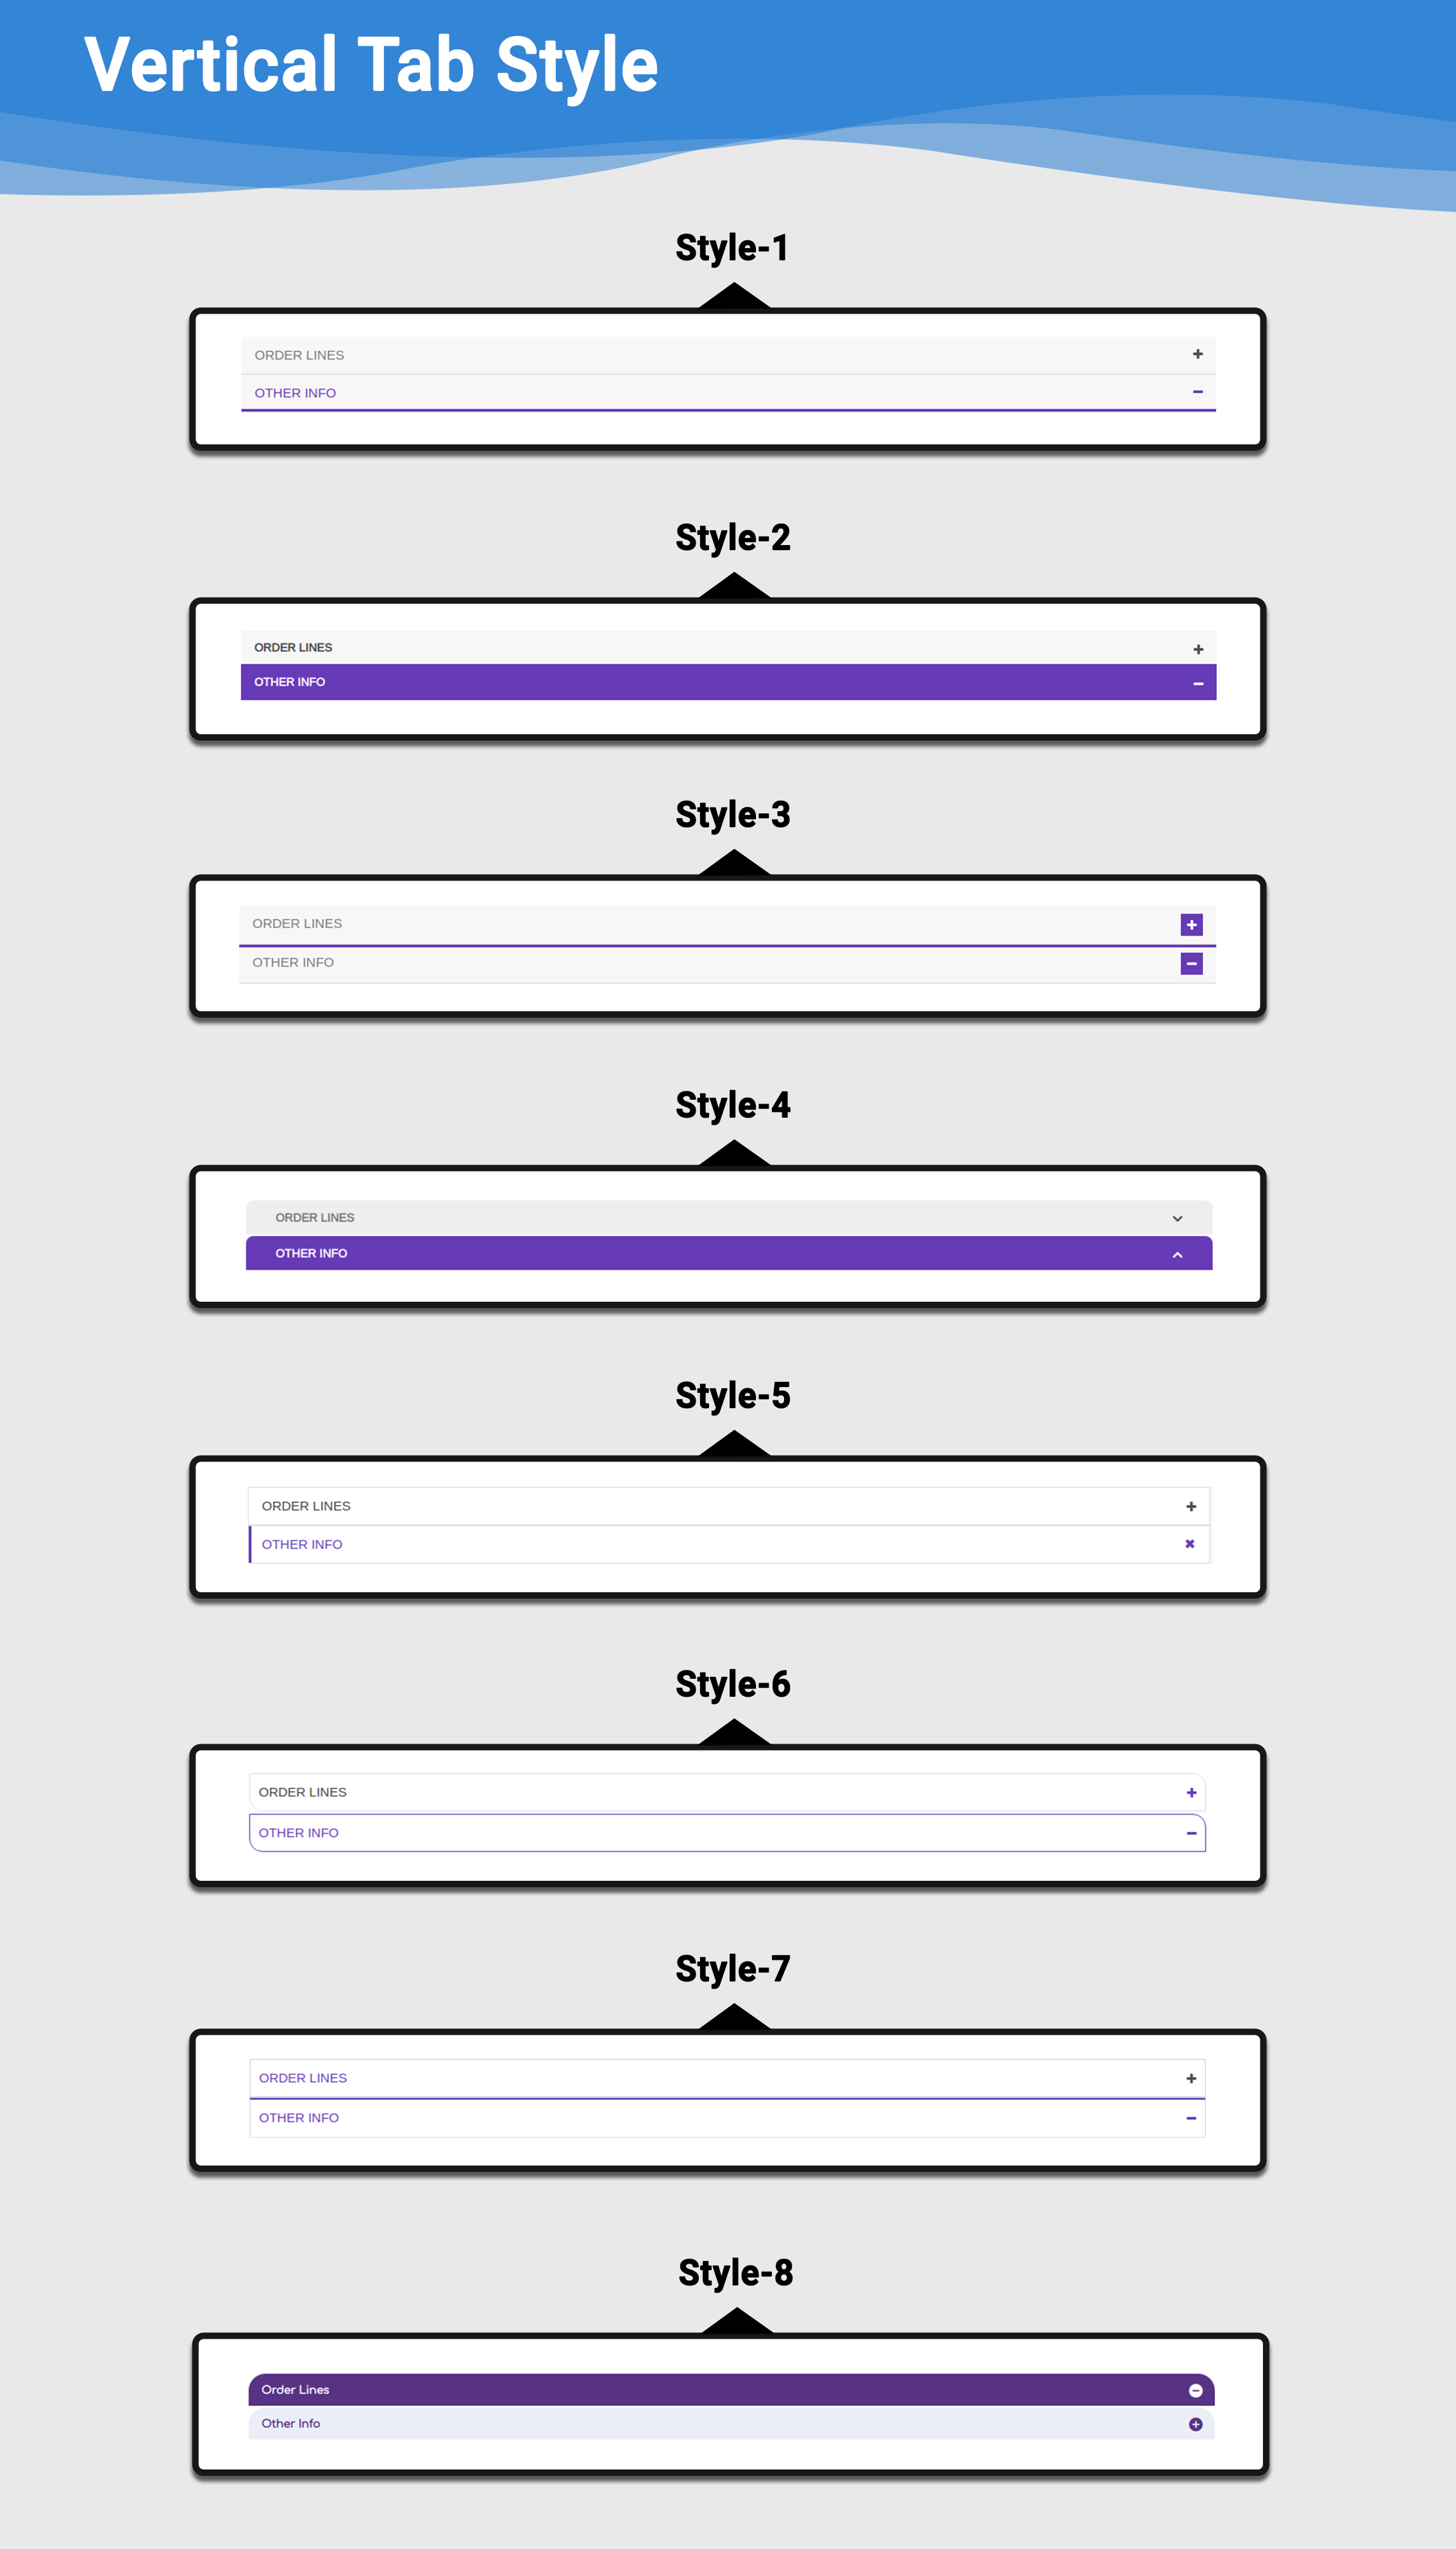 Vertical Tab Style
Style-1
ORDER LINES
OTHER INFO
Style-2
ORDER LINES
OTHER INFO
Style-3
ORDER LINES
OTHER INFO
Style-4
ORDER LINES
OTHER INFO
Style-5
ORDER LINES
OTHER INFO
Style-6
ORDER LINES
OTHER INFO
Style-7
ORDER LINES
OTHER INFO
Style-8
Order Lines
Other Info